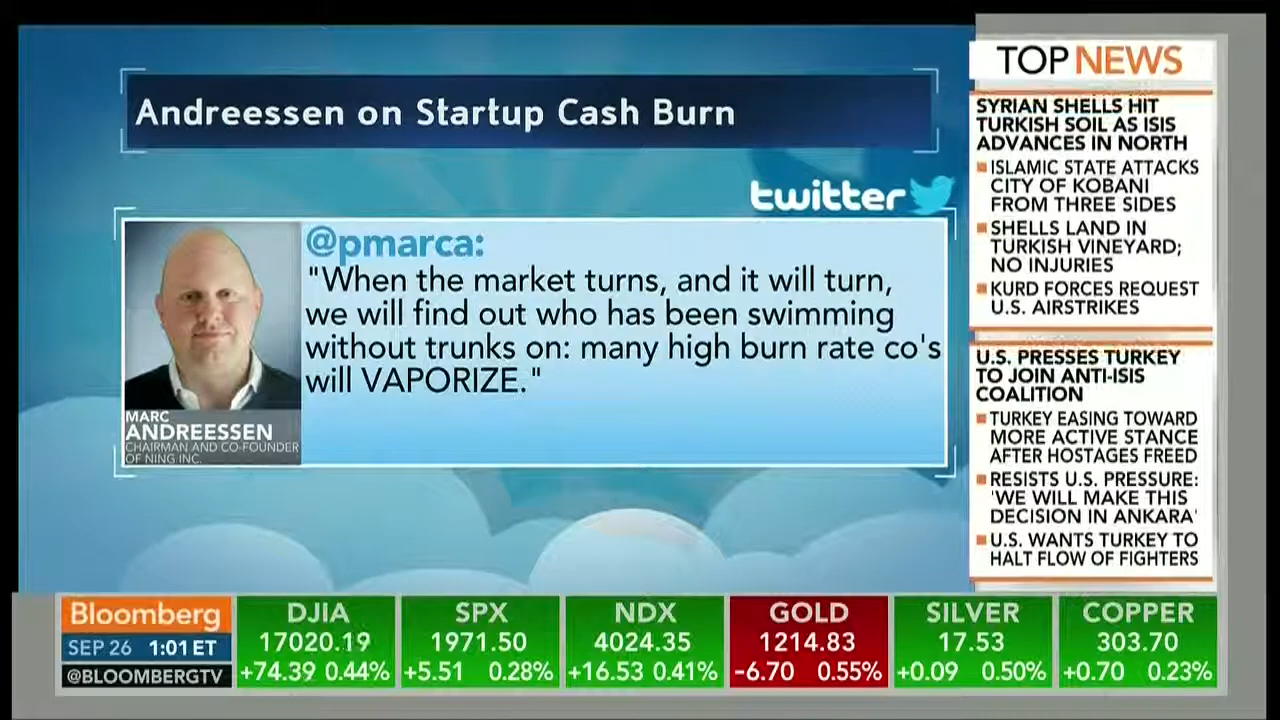 Andreessen on Startup Cash Burn
twitter
@pmarca:
"When the market turns, and it will turn,
we will find out who has been swimming
without trunks on: many high burn rate co's
will VAPORIZE."
MARC
ANDREESSEN
CHAIRMAN AND CO-FOUNDER
OF NING INC.
TOP NEWS
SYRIAN SHELLS HIT
TURKISH SOIL AS ISIS
ADVANCES IN NORTH
ISLAMIC STATE ATTACKS
CITY OF KOBANI
FROM THREE SIDES
SHELLS LAND IN
TURKISH VINEYARD;
NO INJURIES
KURD FORCES REQUEST
U.S. AIRSTRIKES
U.S. PRESSES TURKEY
TO JOIN ANTI-ISIS
COALITION
TURKEY EASING TOWARD
MORE ACTIVE STANCE
AFTER HOSTAGES FREED
RESISTS U.S. PRESSURE:
'WE WILL MAKE THIS
DECISION IN ANKARA'
U.S. WANTS TURKEY TO
HALT FLOW OF FIGHTERS
Bloomberg
SEP 26 1:01 ET
@BLOOMBERGTV
DJIA
17020.19
+74.39 0.44%
SPX
1971.50
+5.51 0.28%
NDX
4024.35
+16.53 0.41%
GOLD
1214.83
-6.70 0.55%
SILVER
17.53
+0.09 0.50%
COPPER
303.70
+0.70 0.23%